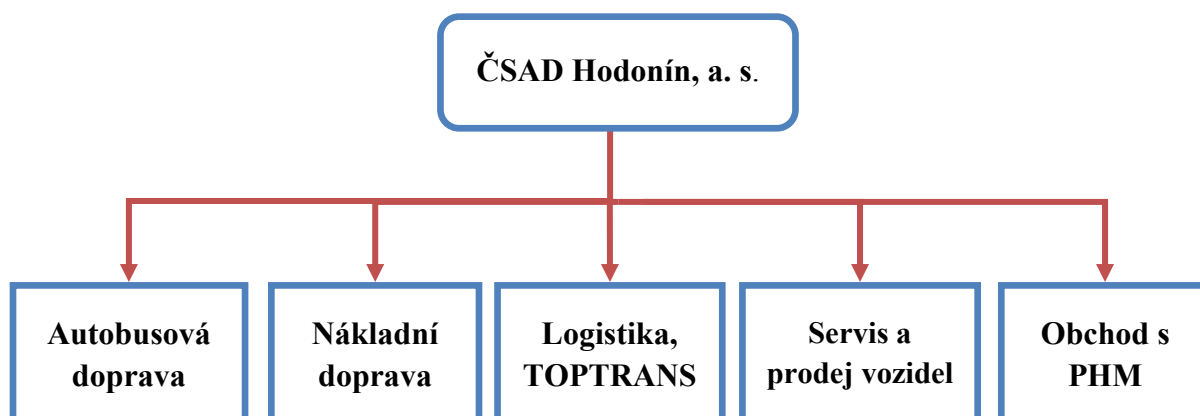 ČSAD Hodonín, a. s.
Autobusová
doprava
Nákladní
doprava
Logistika,
TOPTRANS
Servis a
prodej vozidel
Obchod s
PHM